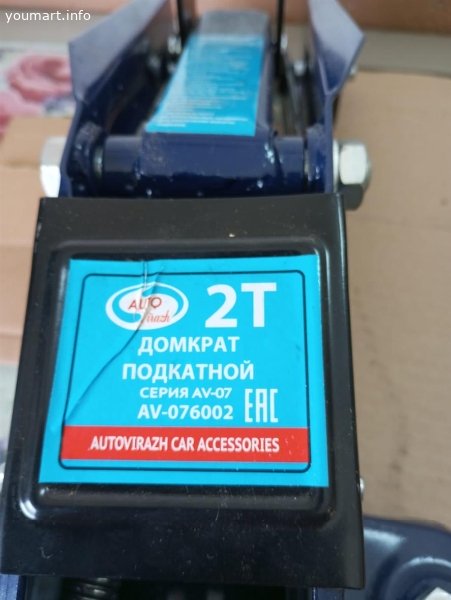 youmart.info
AUTO
Virazh
2T
ДОМКРАТ
ПОДКАТНОЙ
СЕРИЯ AV-07
AV-076002 EAC
AUTOVIRAZH CAR ACCESSORIES